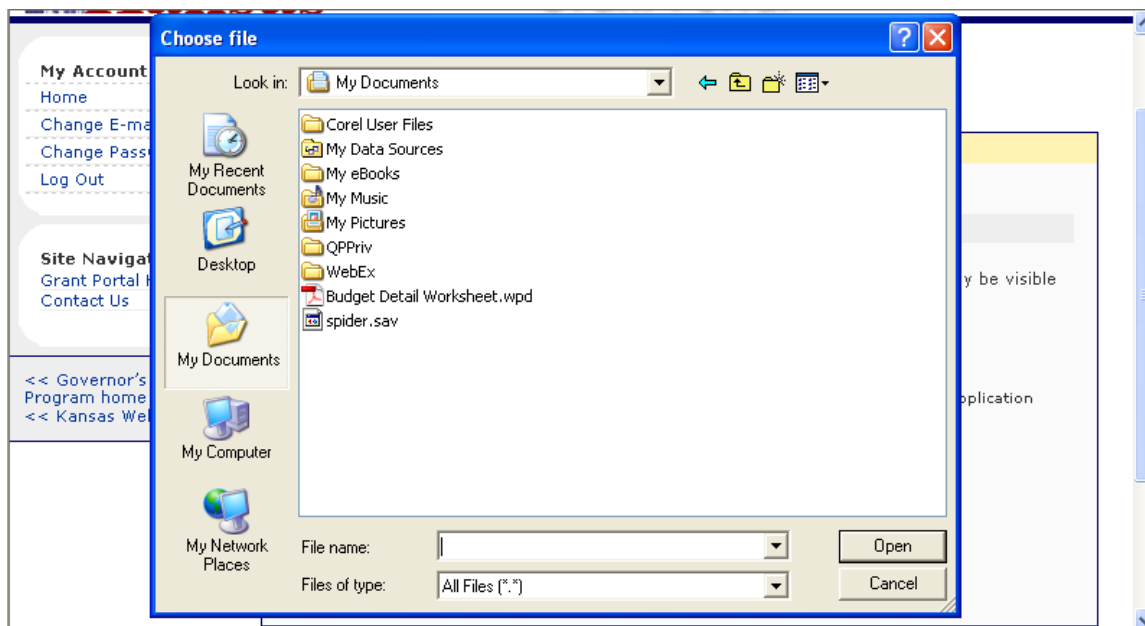 Choose file
My Account
Home
Change E-ma
Change Pass
Log Out
Site Navigat
Grant Portal
Contact Us
<< Governor's
Program home
<< Kansas We
Look in:
My Documents
My Recent
Documents
Desktop
My Documents
My Computer
My Network
Places
Corel User Files
My Data Sources
My eBooks
My Music
My Pictures
QPPriv
WebEx
Budget Detail Worksheet.wpd
spider.sav
File name:
Open
Files of type:
All Files (*.*)
Cancel
y be visible
plication